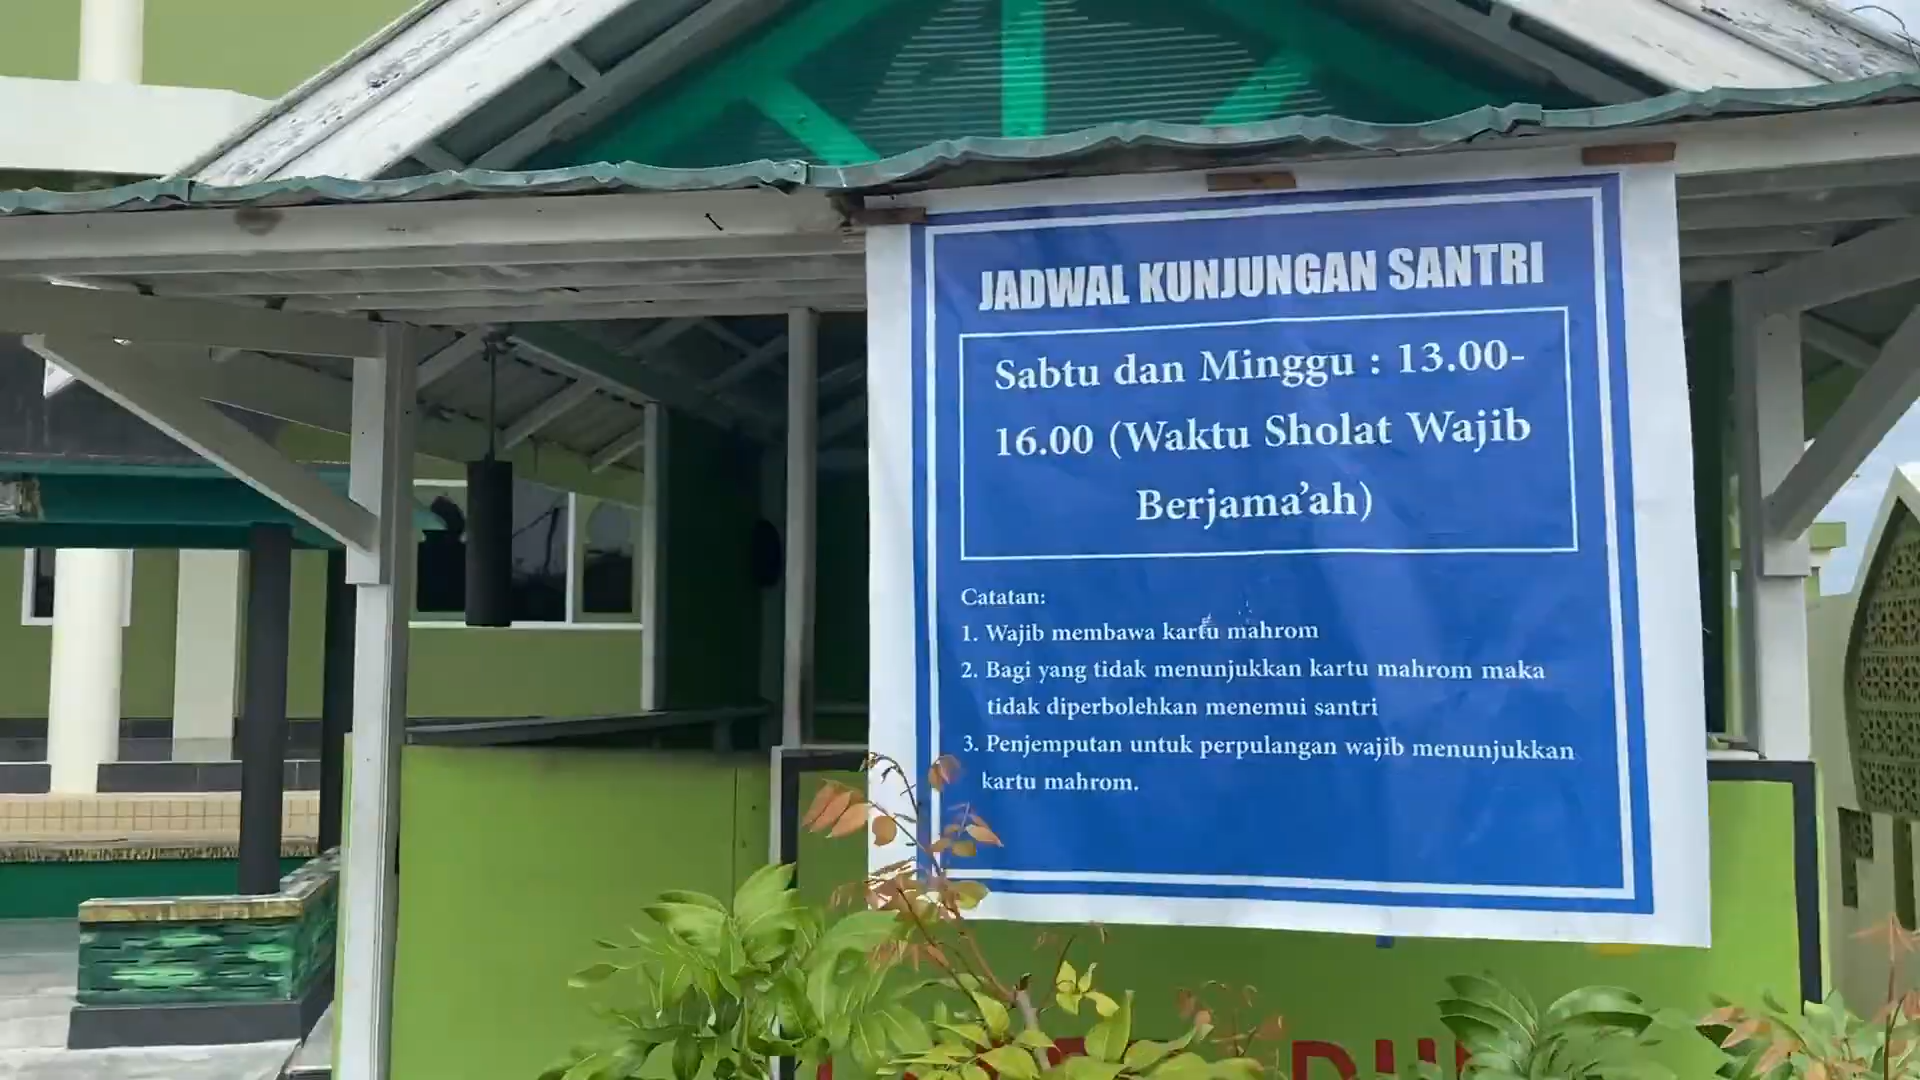 JADWAL KUNJUNGAN SANTRI
Sabtu dan Minggu : 13.00-
16.00 (Waktu Sholat Wajib
Berjama’ah)
Catatan:
1. Wajib membawa kartu mahrom
2. Bagi yang tidak menunjukkan kartu mahrom maka
tidak diperbolehkan menemui santri
3. Penjemputan untuk perpulangan wajib menunjukkan
kartu mahrom.